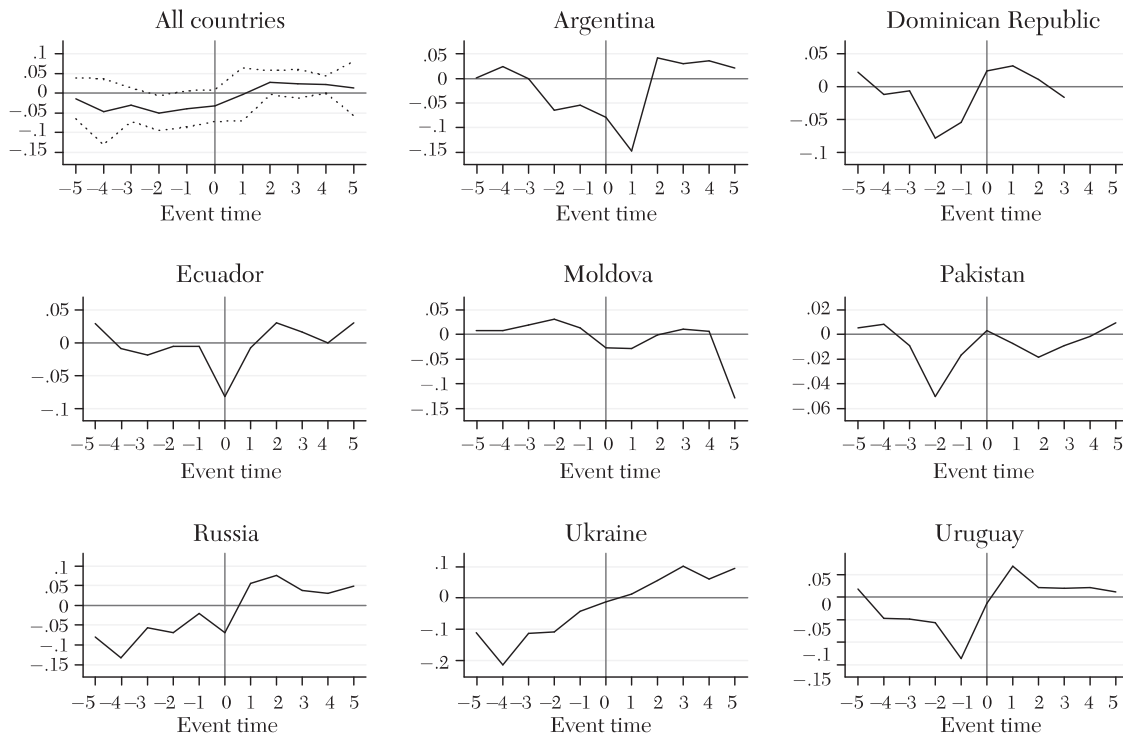 All countries
.1
.05
0
−.05
−.1
−.15
−5 −4 −3 −2 −1 0 1 2 3 4 5
Event time
Argentina
.05
0
−.05
−.1
−.15
−5 −4 −3 −2 −1 0 1 2 3 4 5
Event time
Dominican Republic
.05
0
−.05
−.1
−5 −4 −3 −2 −1 0 1 2 3 4 5
Event time
Ecuador
.05
0
−.05
−.1
−5 −4 −3 −2 −1 0 1 2 3 4 5
Event time
Moldova
.05
0
−.05
−.1
−.15
−5 −4 −3 −2 −1 0 1 2 3 4 5
Event time
Pakistan
.02
0
−.02
−.04
−.06
−5 −4 −3 −2 −1 0 1 2 3 4 5
Event time
Russia
.1
.05
0
−.05
−.1
−.15
−5 −4 −3 −2 −1 0 1 2 3 4 5
Event time
Ukraine
.1
0
−.1
−.2
−5 −4 −3 −2 −1 0 1 2 3 4 5
Event time
Uruguay
.05
0
−.05
−.1
−.15
−5 −4 −3 −2 −1 0 1 2 3 4 5
Event time